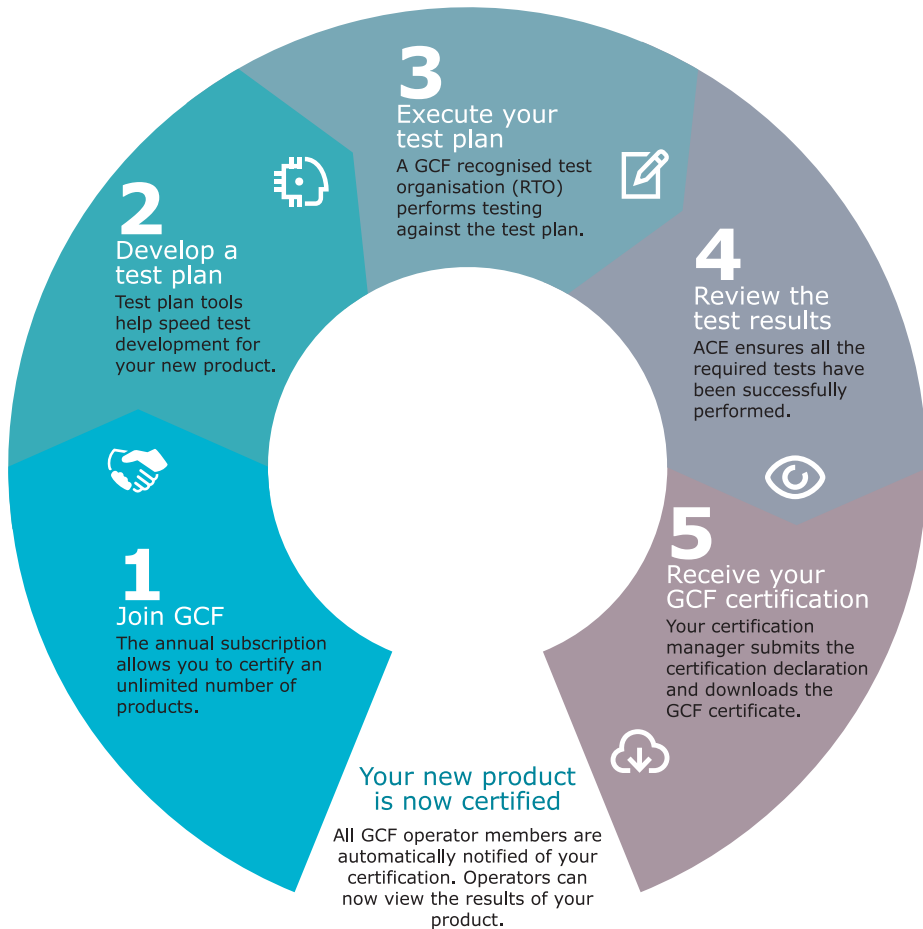 1
Join GCF
The annual subscription
allows you to certify an
unlimited number of
products.
2
Develop a
test plan
Test plan tools
help speed test
development for
your new product.
3
Execute your
test plan
A GCF recognised test
organisation (RTO)
performs testing
against the test plan.
4
Review the
test results
ACE ensures all the
required tests have
been successfully
performed.
5
Receive your
GCF certification
Your certification
manager submits the
certification declaration
and downloads the
GCF certificate.
Your new product
is now certified
All GCF operator members are
automatically notified of your
certification. Operators can
now view the results of your
product.